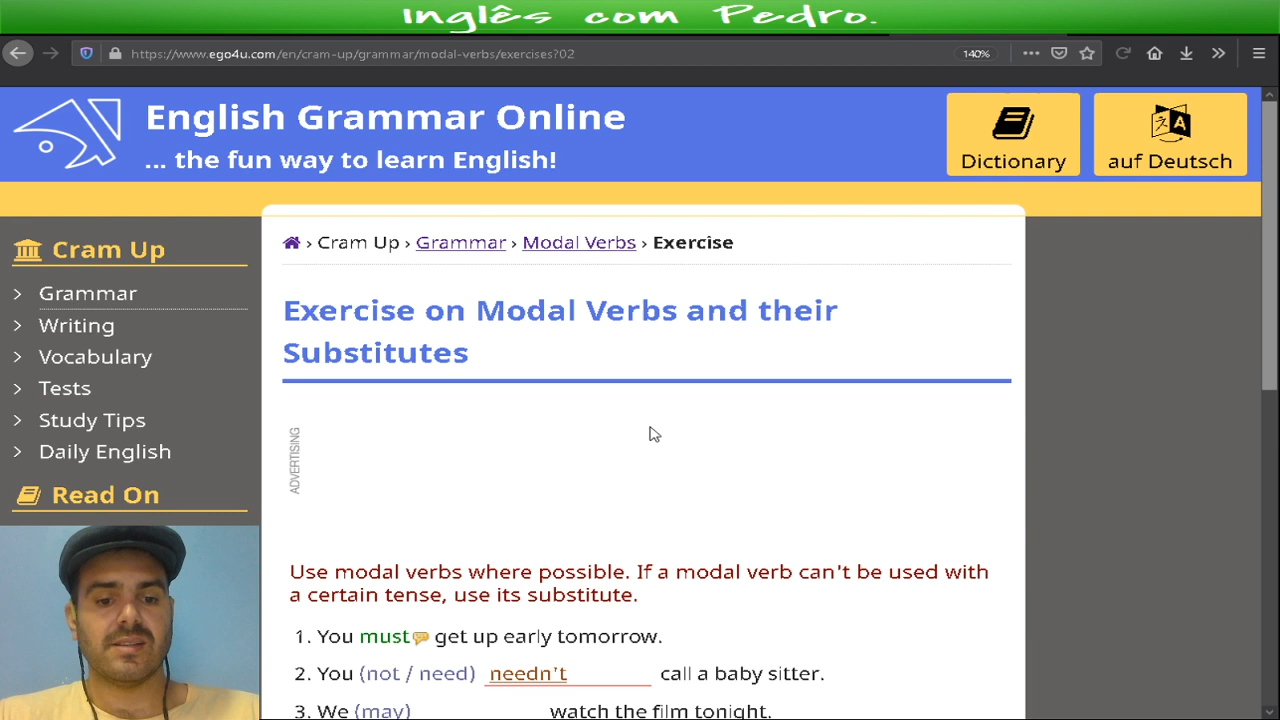 Inglês com Pedro.
https://www.ego4u.com/en/cram-up/grammar/modal-verbs/exercises?02
140%
English Grammar Online
... the fun way to learn English!
Dictionary
auf Deutsch
Cram Up
Grammar
Writing
Vocabulary
Tests
Study Tips
Daily English
Read On
› Cram Up › Grammar › Modal Verbs › Exercise
Exercise on Modal Verbs and their
Substitutes
ADVERTISING
Use modal verbs where possible. If a modal verb can't be used with
a certain tense, use its substitute.
1. You must get up early tomorrow.
2. You (not / need) needn't call a baby sitter.
3. We (may) watch the film tonight.